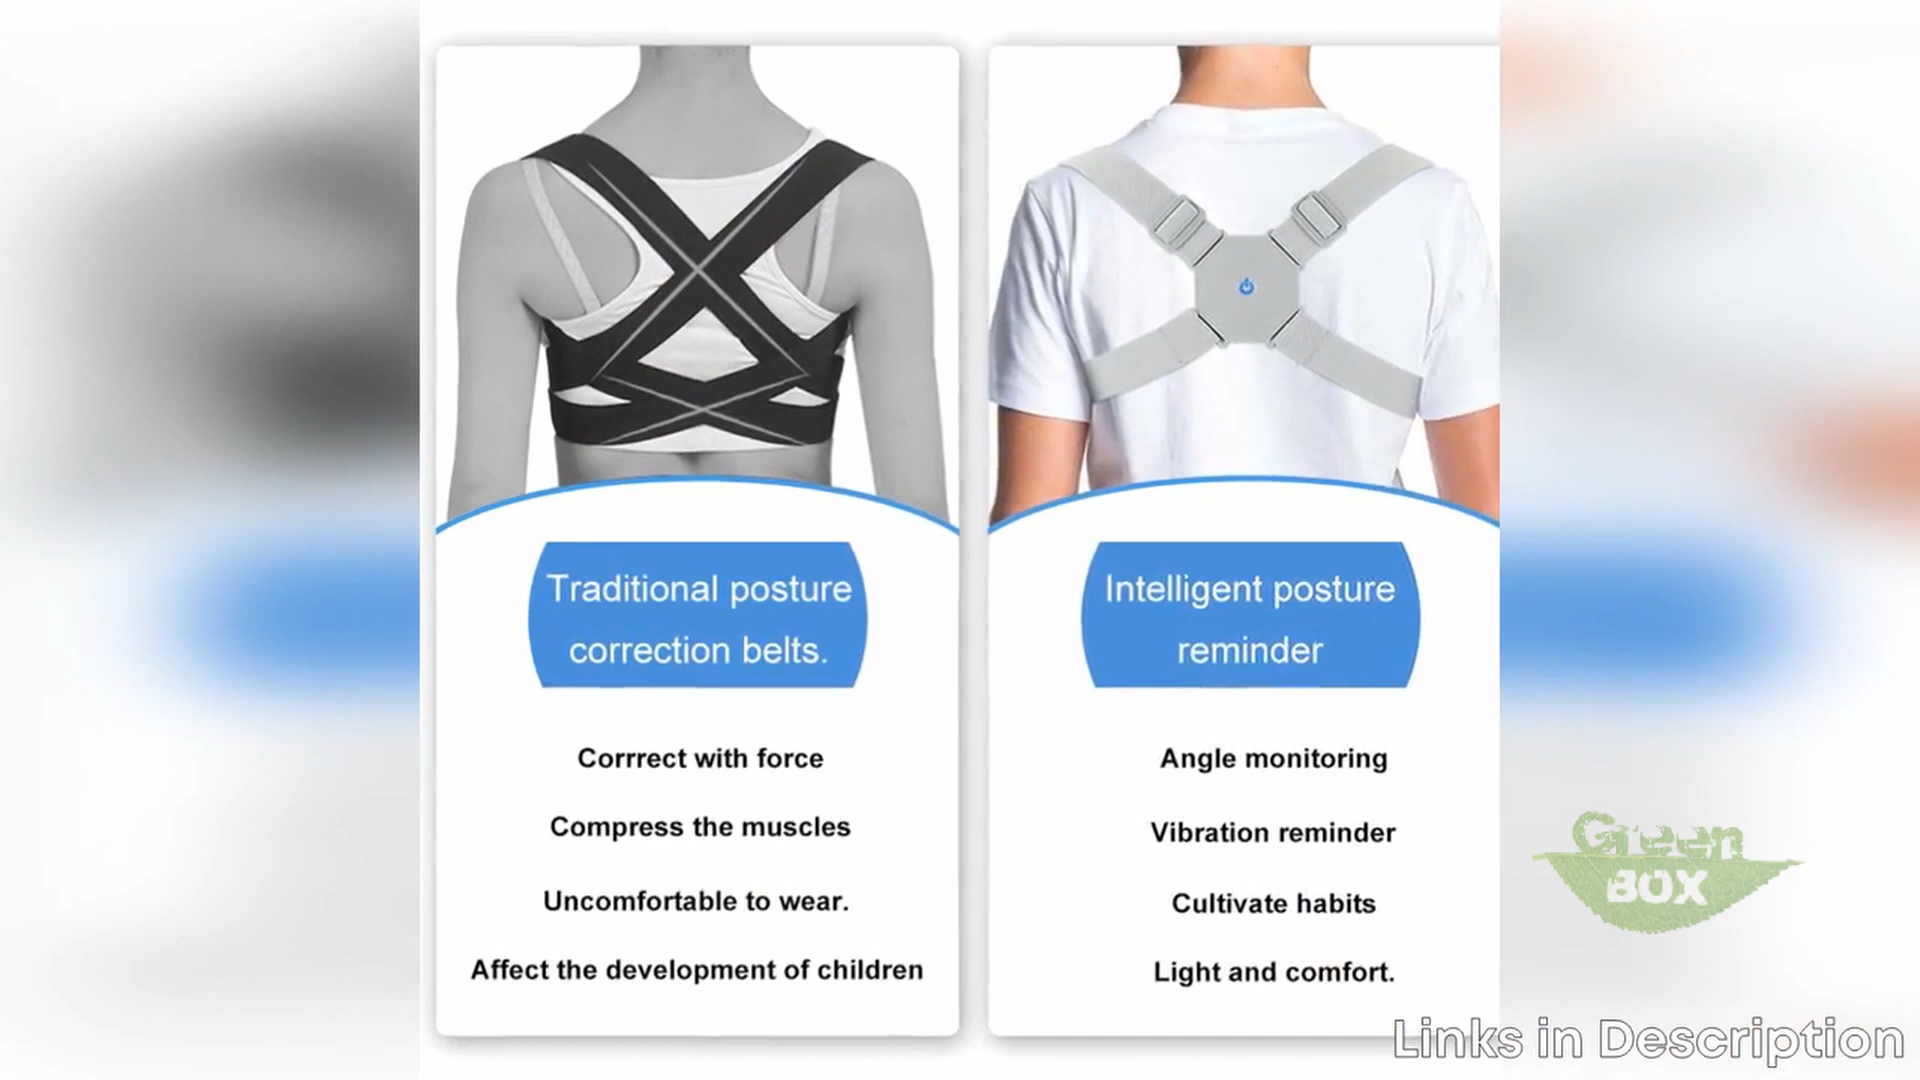 Traditional posture
correction belts.
Corrrect with force
Compress the muscles
Uncomfortable to wear.
Affect the development of children
Intelligent posture
reminder
Angle monitoring
Vibration reminder
Cultivate habits
Light and comfort.
Green
BOX
Links in Description